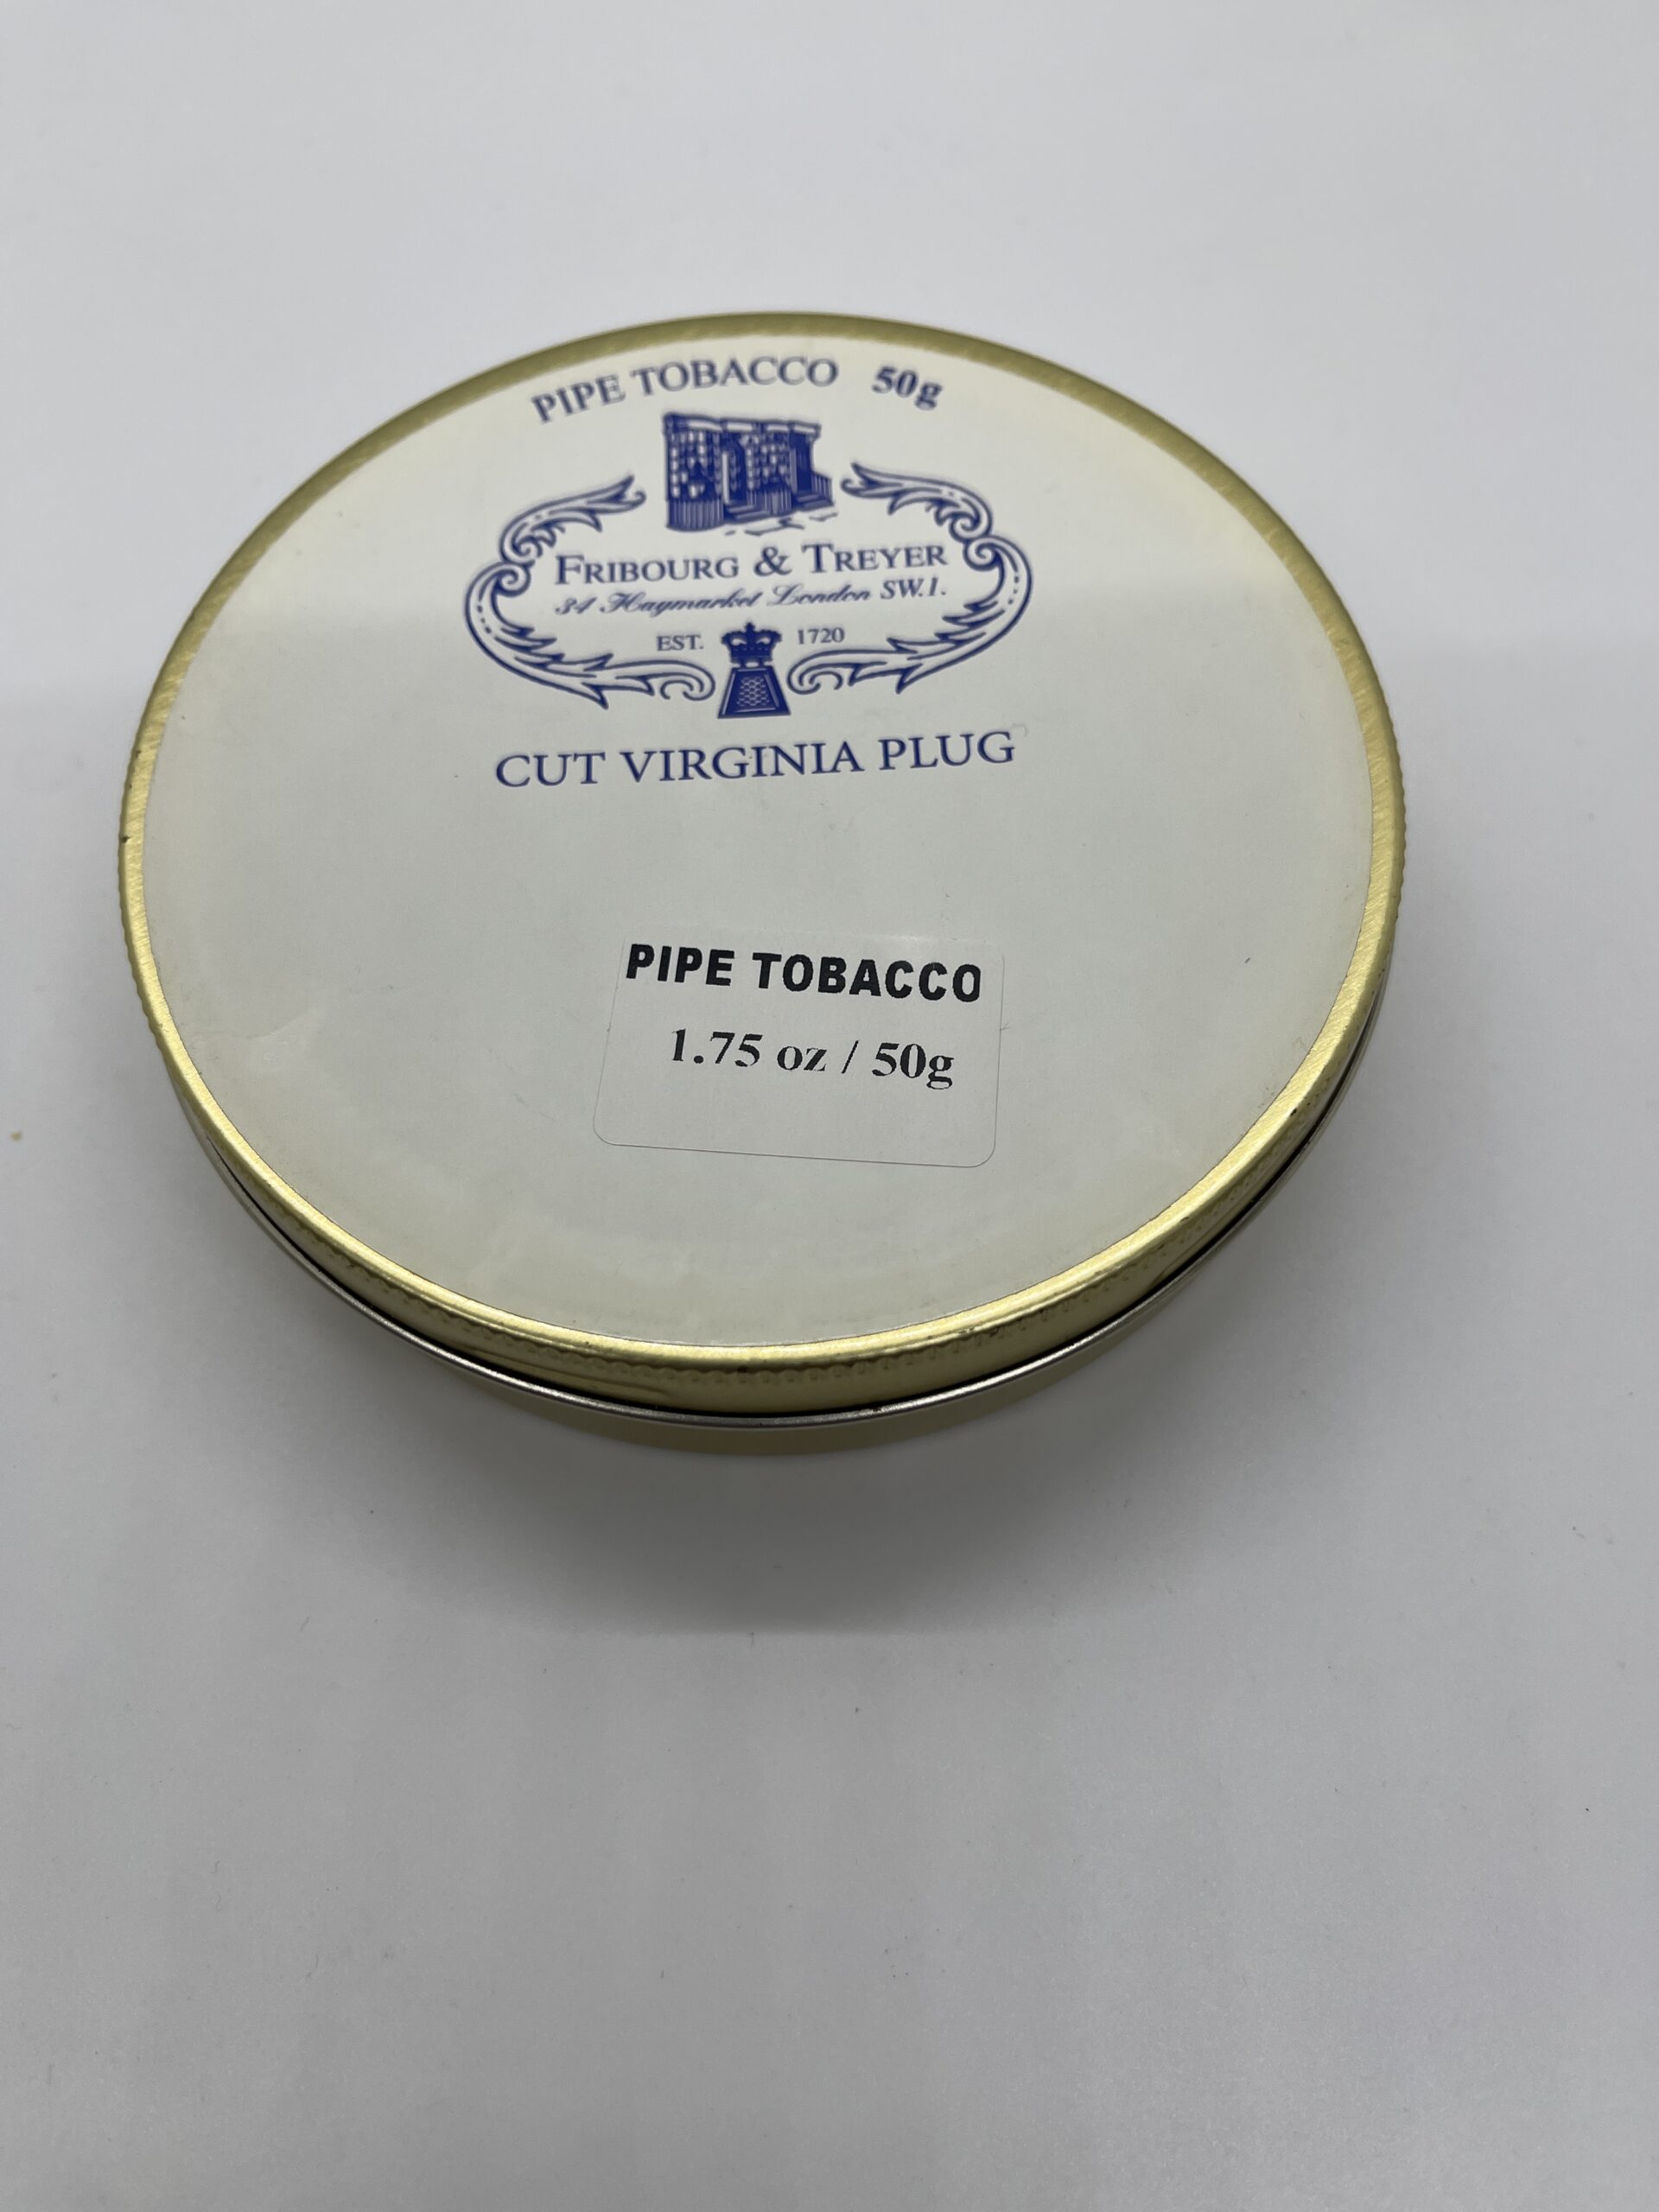 PIPE TOBACCO 50g
FRIBOURG & TREYER
34 Haymarket London SW.1.
EST. 1720
CUT VIRGINIA PLUG
PIPE TOBACCO
1.75 oz / 50g